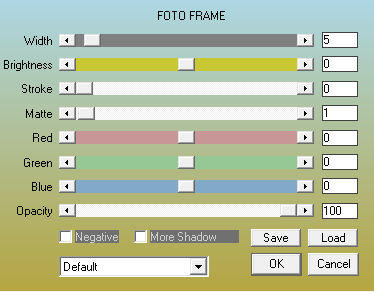 FOTO FRAME
Width 5
Brightness 0
Stroke 0
Matte 1
Red 0
Green 0
Blue 0
Opacity 100
Negative More Shadow Save Load
Default OK Cancel